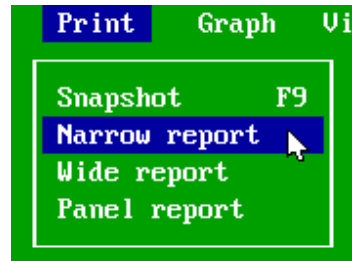 Print Graph Vi
Snapshot F9
Narrow report
Wide report
Panel report